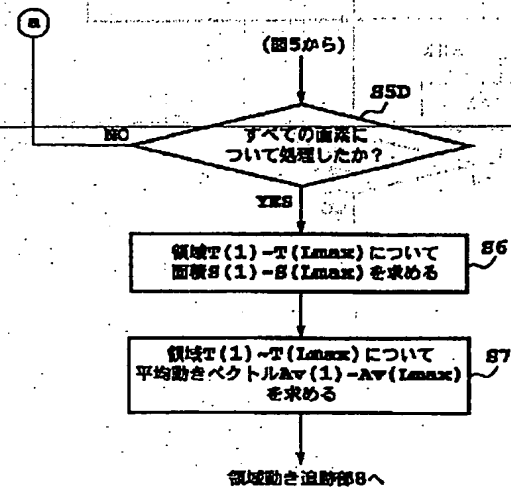 a
(図5から)
S5D
NO
すべての画素に
ついて処理したか?
YES
領域T(1)-T(Lmax)について
面積S(1)-S(Lmax)を求める
S6
領域T(1)~T(Lmax)について
平均動きベクトルAv(1)-Av(Lmax)
を求める
S7
領域動き追跡部8へ